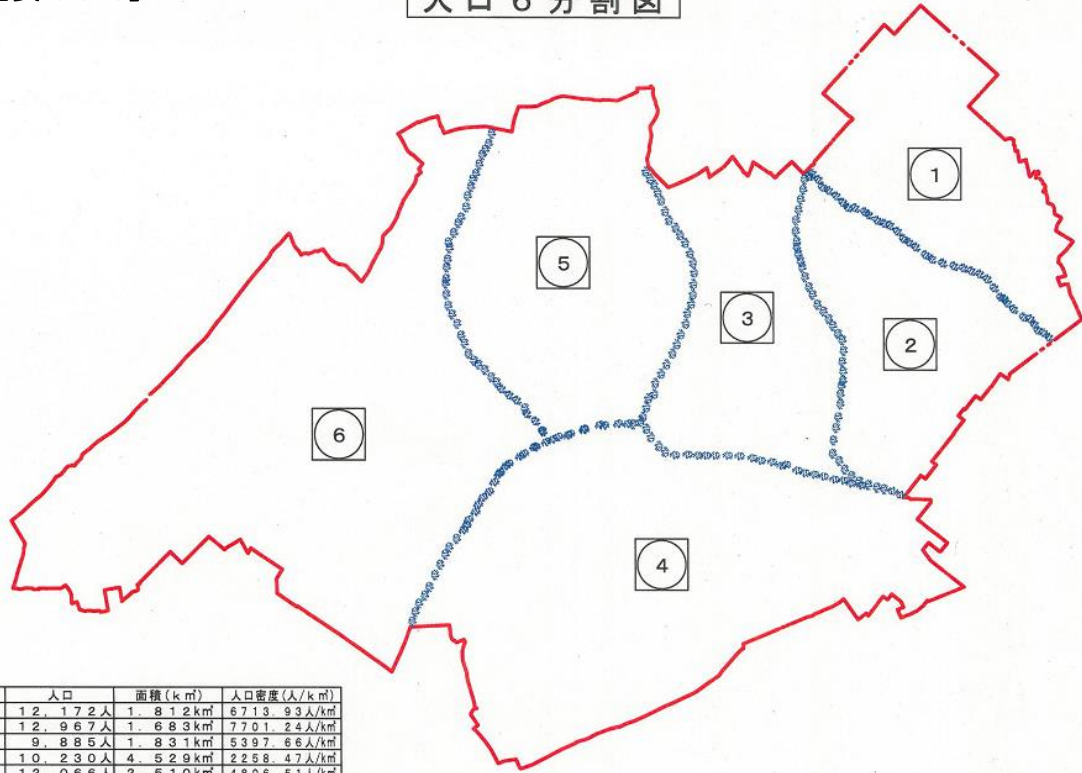 人口６分割図
①
⑤
③
②
⑥
④
人口 面積(ｋ㎡) 人口密度(人/ｋ㎡)
１２，１７２人 １．８１２k㎡ ６７１３．９３人/k㎡
１２，９６７人 １．６８３k㎡ ７７０１．２４人/k㎡
９，８８５人 １．８３１k㎡ ５３９７．６６人/k㎡
１０，２３０人 ４．５２９k㎡ ２２５８．４７人/k㎡